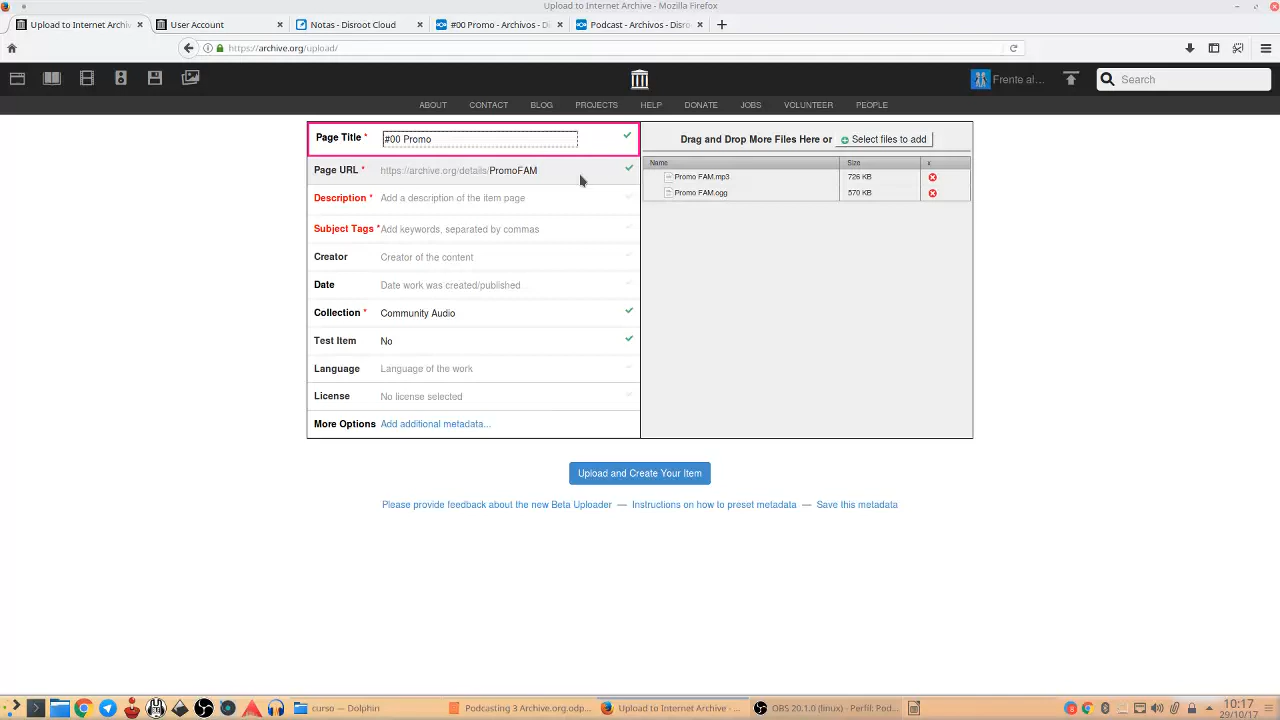 Upload to Internet Archive - Mozilla Firefox
Upload to Internet Archiv
User Account
Notas - Disroot Cloud
#00 Promo - Archivos - Di
Podcast - Archivos - Disro
https://archive.org/upload/
Frente al...
Search
ABOUT
CONTACT
BLOG
PROJECTS
HELP
DONATE
JOBS
VOLUNTEER
PEOPLE
Page Title *
#00 Promo
Page URL *
https://archive.org/details/PromoFAM
Description *
Add a description of the item page
Subject Tags *
Add keywords, separated by commas
Creator
Creator of the content
Date
Date work was created/published
Collection *
Community Audio
Test Item
No
Language
Language of the work
License
No license selected
More Options
Add additional metadata...
Drag and Drop More Files Here or
Select files to add
Name
Size
x
Promo FAM.mp3
726 KB
Promo FAM.ogg
570 KB
Upload and Create Your Item
Please provide feedback about the new Beta Uploader — Instructions on how to preset metadata — Save this metadata
curso — Dolphin
Podcasting 3 Archive.org.odp...
Upload to Internet Archive - ...
OBS 20.1.0 (linux) - Perfil: Pod...
10:17
29/10/17